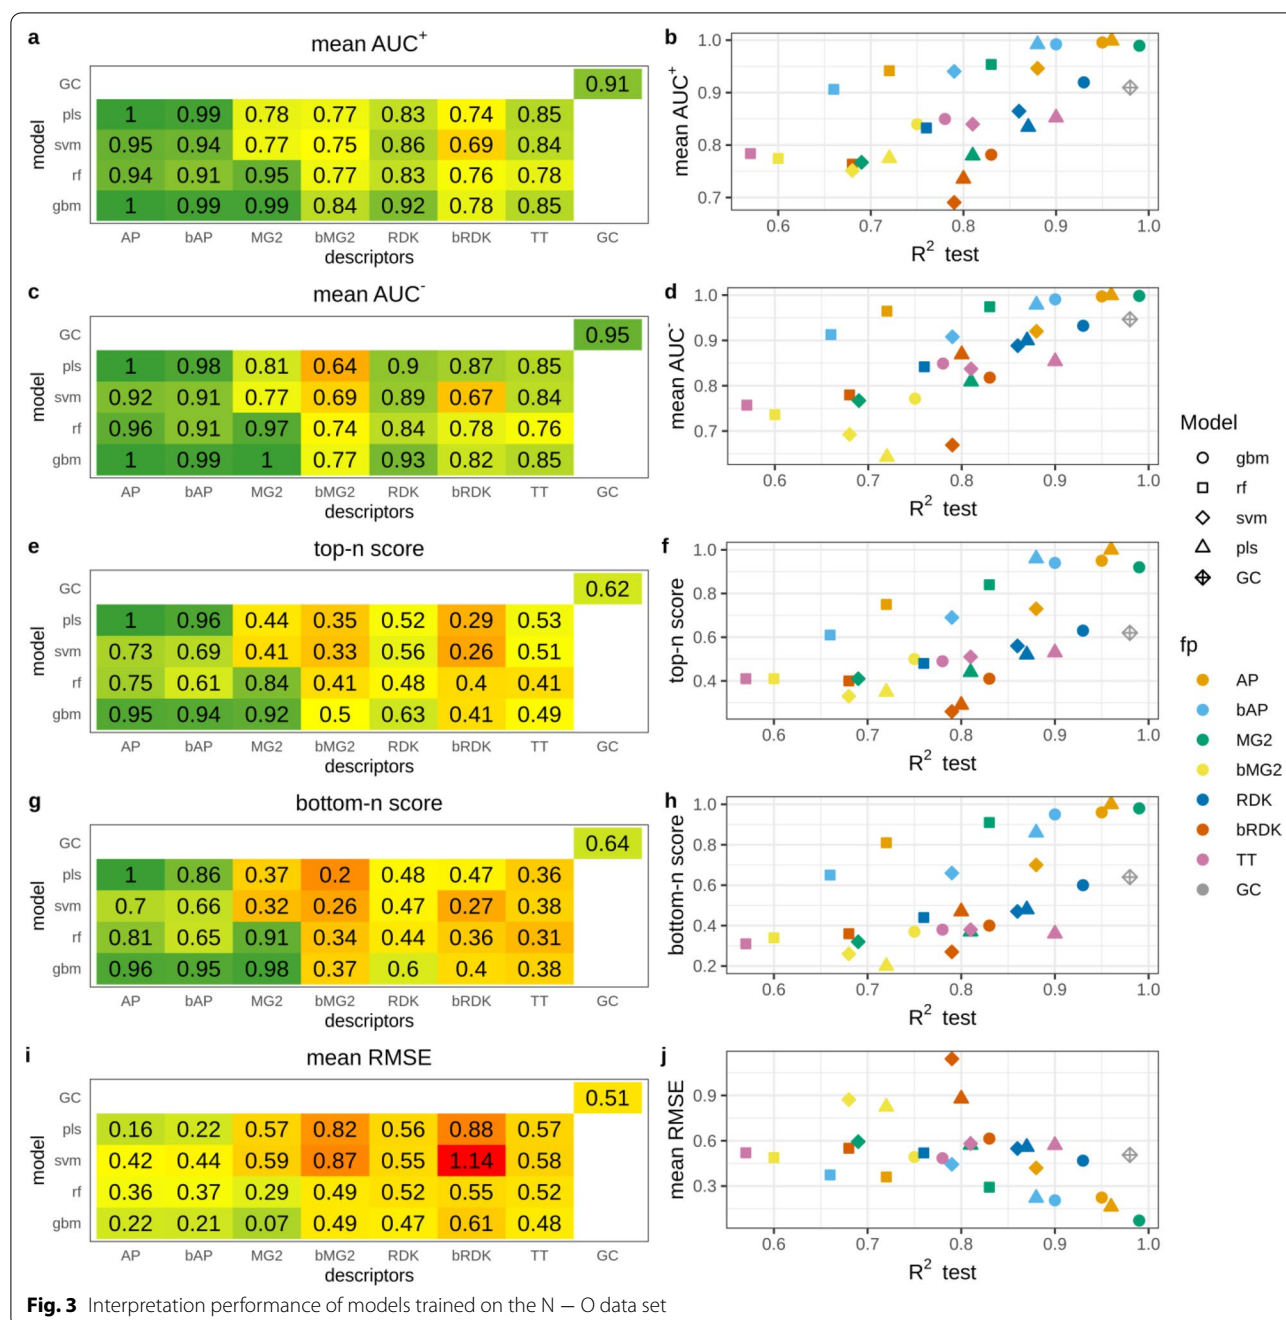 a
mean AUC+
GC 0.91
pls 1 0.99 0.78 0.77 0.83 0.74 0.85
svm 0.95 0.94 0.77 0.75 0.86 0.69 0.84
rf 0.94 0.91 0.95 0.77 0.83 0.76 0.78
gbm 1 0.99 0.99 0.84 0.92 0.78 0.85
model
AP bAP MG2 bMG2 RDK bRDK TT GC
descriptors
b
mean AUC+
1.0
0.9
0.8
0.7
0.6 0.7 0.8 0.9 1.0
R2 test
c
mean AUC-
GC 0.95
pls 1 0.98 0.81 0.64 0.9 0.87 0.85
svm 0.92 0.91 0.77 0.69 0.89 0.67 0.84
rf 0.96 0.91 0.97 0.74 0.84 0.78 0.76
gbm 1 0.99 1 0.77 0.93 0.82 0.85
model
AP bAP MG2 bMG2 RDK bRDK TT GC
descriptors
d
mean AUC-
1.0
0.9
0.8
0.7
0.6 0.7 0.8 0.9 1.0
R2 test
e
top-n score
GC 0.62
pls 1 0.96 0.44 0.35 0.52 0.29 0.53
svm 0.73 0.69 0.41 0.33 0.56 0.26 0.51
rf 0.75 0.61 0.84 0.41 0.48 0.4 0.41
gbm 0.95 0.94 0.92 0.5 0.63 0.41 0.49
model
AP bAP MG2 bMG2 RDK bRDK TT GC
descriptors
f
top-n score
1.0
0.8
0.6
0.4
0.6 0.7 0.8 0.9 1.0
R2 test
g
bottom-n score
GC 0.64
pls 1 0.86 0.37 0.2 0.48 0.47 0.36
svm 0.7 0.66 0.32 0.26 0.47 0.27 0.38
rf 0.81 0.65 0.91 0.34 0.44 0.36 0.31
gbm 0.96 0.95 0.98 0.37 0.6 0.4 0.38
model
AP bAP MG2 bMG2 RDK bRDK TT GC
descriptors
h
bottom-n score
1.0
0.8
0.6
0.4
0.2
0.6 0.7 0.8 0.9 1.0
R2 test
i
mean RMSE
GC 0.51
pls 0.16 0.22 0.57 0.82 0.56 0.88 0.57
svm 0.42 0.44 0.59 0.87 0.55 1.14 0.58
rf 0.36 0.37 0.29 0.49 0.52 0.55 0.52
gbm 0.22 0.21 0.07 0.49 0.47 0.61 0.48
model
AP bAP MG2 bMG2 RDK bRDK TT GC
descriptors
j
mean RMSE
0.9
0.6
0.3
0.6 0.7 0.8 0.9 1.0
R2 test
Model
gbm
rf
svm
pls
GC
fp
AP
bAP
MG2
bMG2
RDK
bRDK
TT
GC
Fig. 3 Interpretation performance of models trained on the N − O data set